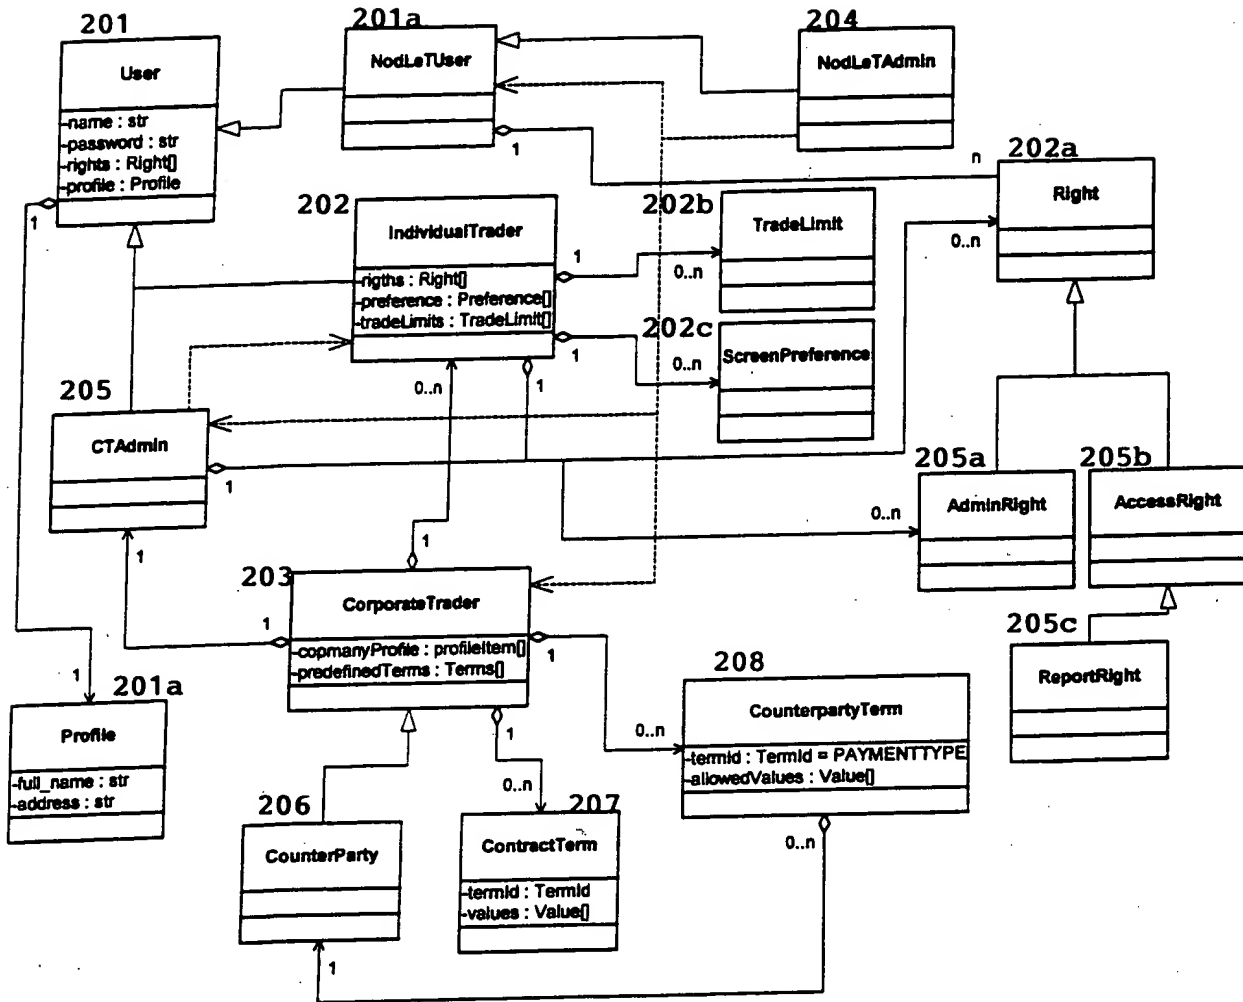 201
User
-name : str
-password : str
-rights : Right[]
-profile : Profile
1
201a
NodLeTUser
1
204
NodLeTAdmin
n
202a
Right
0..n
202
IndividualTrader
-rigths : Right[]
-preference : Preference[]
-tradeLimits : TradeLimit[]
1
1
1
0..n
202b
TradeLimit
0..n
202c
ScreenPreference
0..n
205
CTAdmin
1
1
205a
AdminRight
0..n
205b
AccessRight
205c
ReportRight
203
CorporateTrader
-copmanyProfile : profileItem[]
-predefinedTerms : Terms[]
1
1
1
1
201a
Profile
-full_name : str
-address : str
1
208
CounterpartyTerm
-termId : TermId = PAYMENTTYPE
-allowedValues : Value[]
0..n
0..n
206
CounterParty
1
207
ContractTerm
-termId : TermId
-values : Value[]
0..n